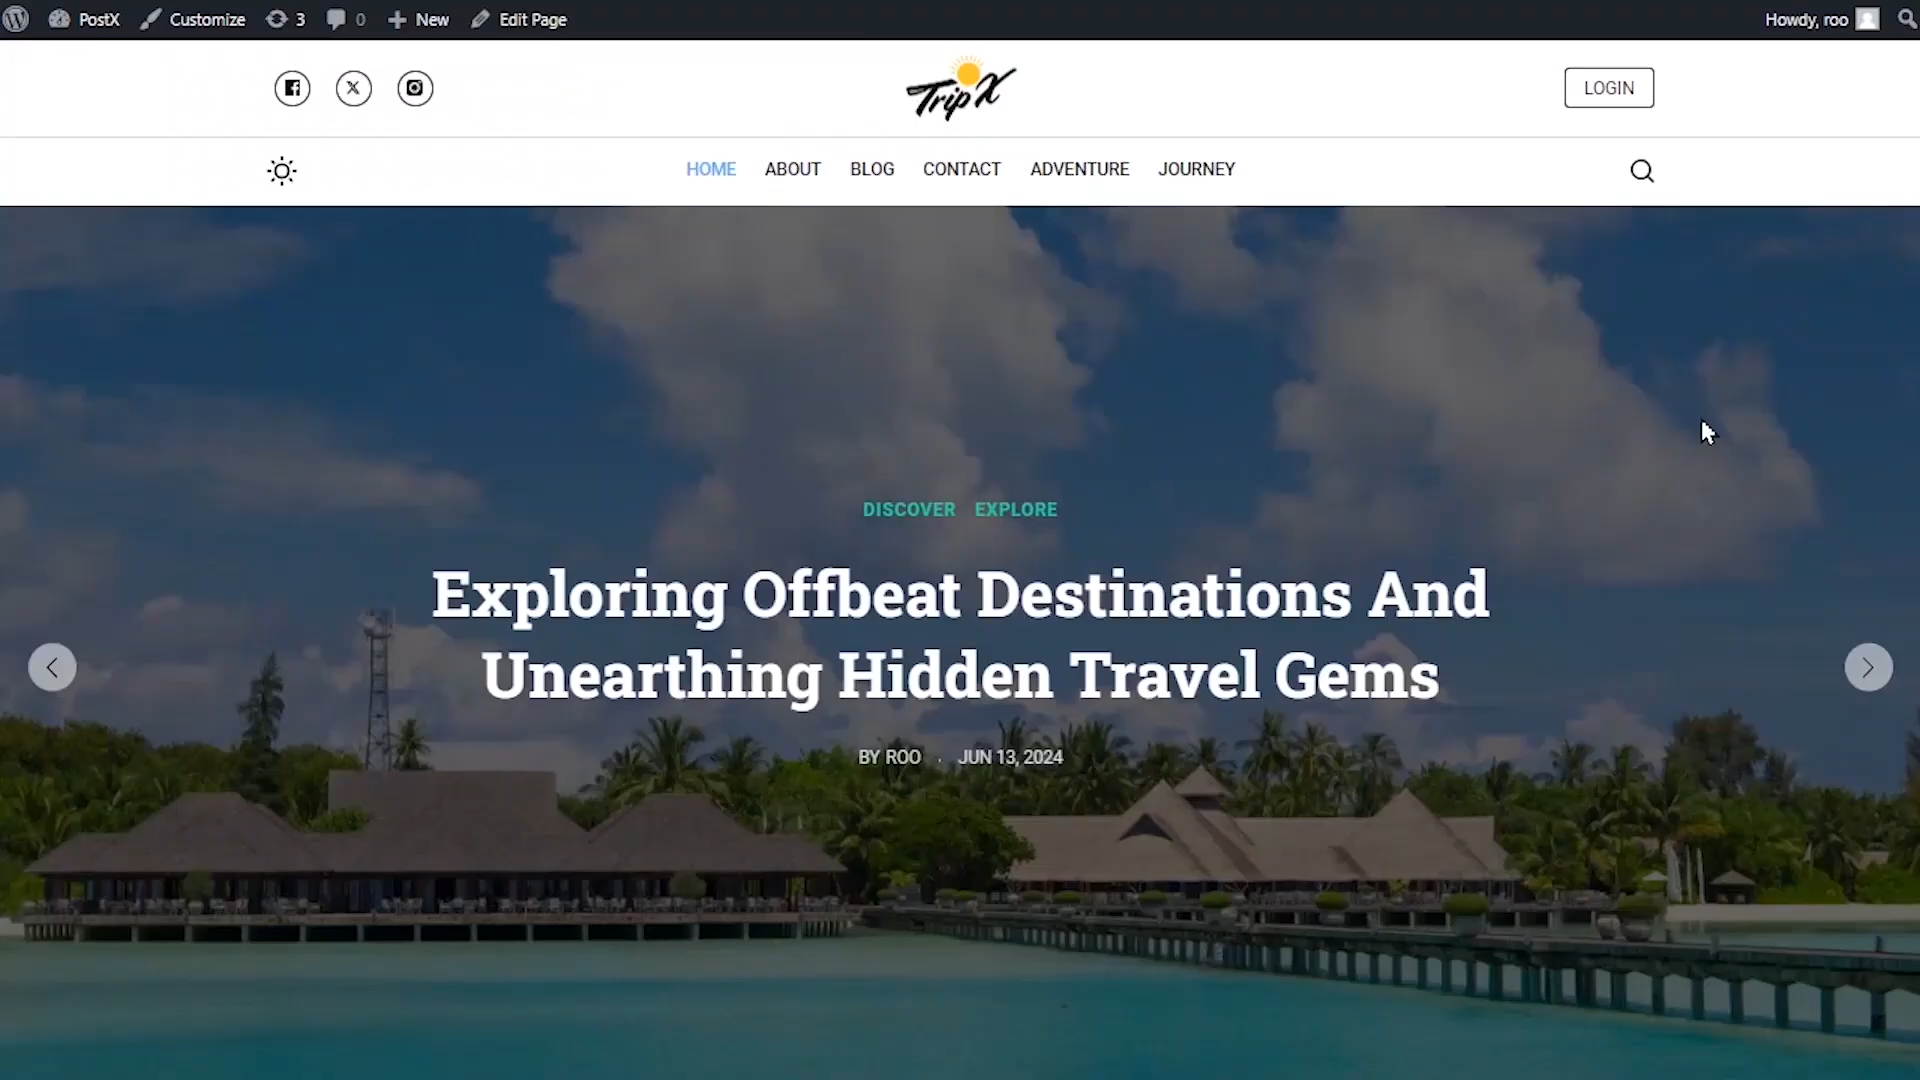 PostX Customize 3 0 New Edit Page Howdy, roo
TripX
LOGIN
HOME ABOUT BLOG CONTACT ADVENTURE JOURNEY
DISCOVER EXPLORE
Exploring Offbeat Destinations And
Unearthing Hidden Travel Gems
BY ROO . JUN 13, 2024